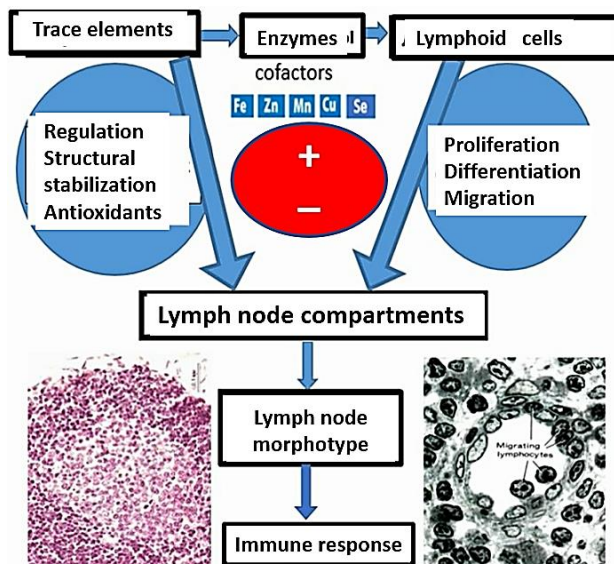 Trace elements
Enzymes
Lymphoid cells
cofactors
Fe Zn Mn Cu Se
Regulation
Structural
stabilization
Antioxidants
+
−
Proliferation
Differentiation
Migration
Lymph node compartments
Lymph node
morphotype
Migrating
lymphocytes
Immune response